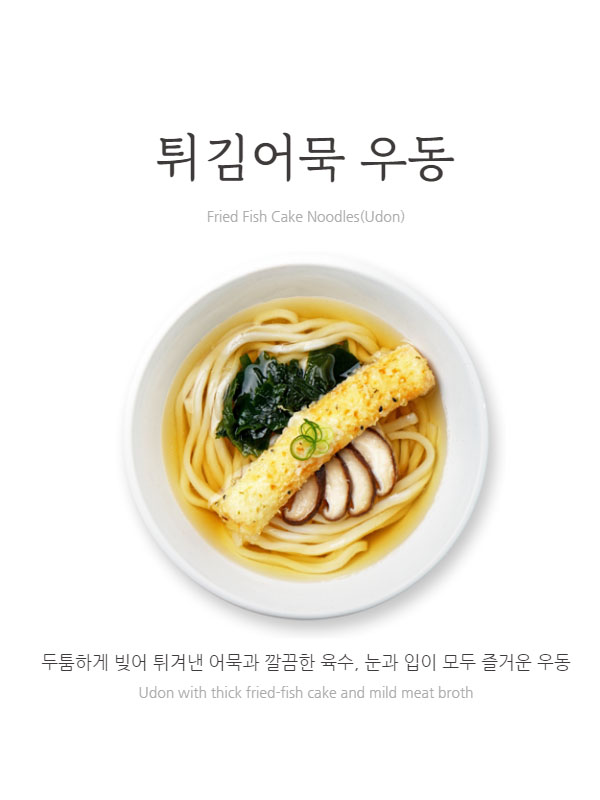 튀김어묵 우동
Fried Fish Cake Noodles(Udon)
두툼하게 빚어 튀겨낸 어묵과 깔끔한 육수, 눈과 입이 모두 즐거운 우동
Udon with thick fried-fish cake and mild meat broth